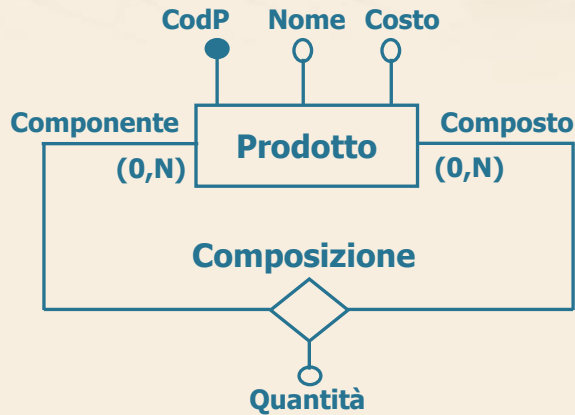 CodP Nome Costo
Componente Prodotto Composto
(0,N) (0,N)
Composizione
Quantità